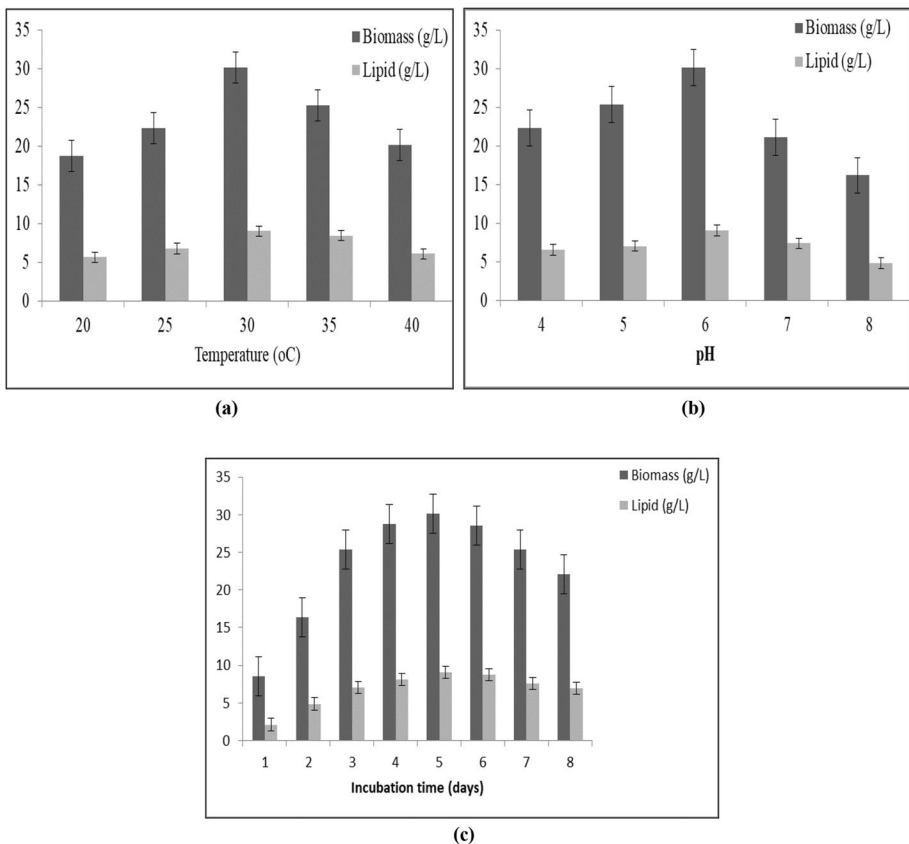 35
30
25
20
15
10
5
0
Biomass (g/L)
Lipid (g/L)
20 25 30 35 40
Temperature (oC)
(a)
35
30
25
20
15
10
5
0
Biomass (g/L)
Lipid (g/L)
4 5 6 7 8
pH
(b)
35
30
25
20
15
10
5
0
Biomass (g/L)
Lipid (g/L)
1 2 3 4 5 6 7 8
Incubation time (days)
(c)